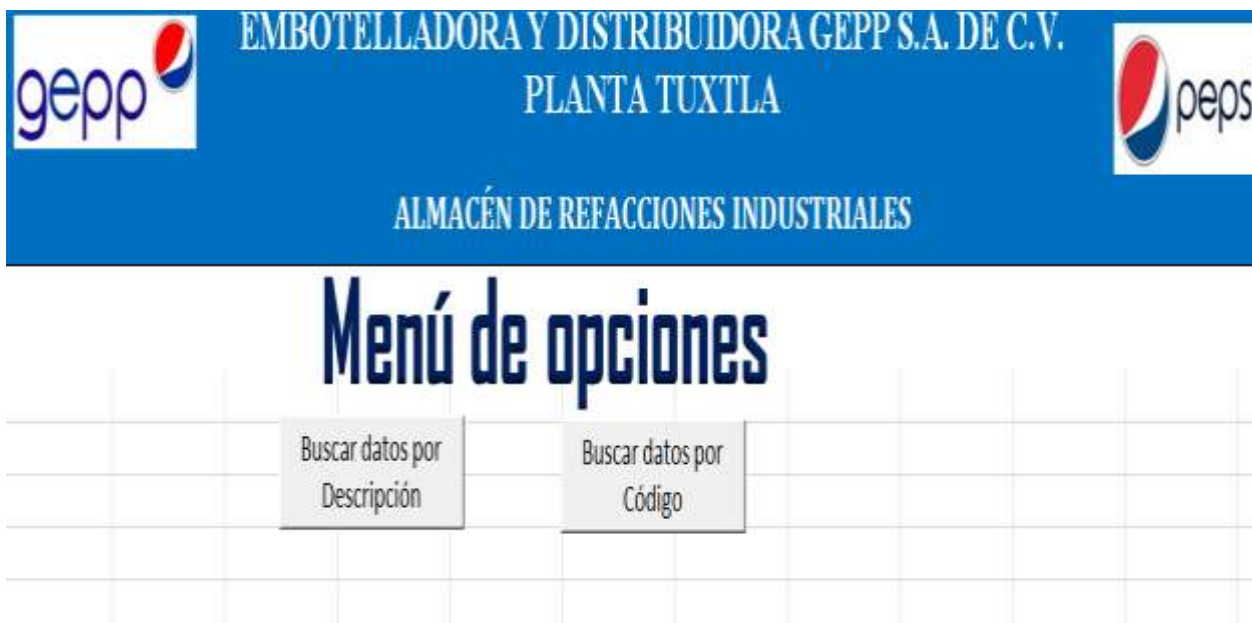 gepp
EMBOTELLADORA Y DISTRIBUIDORA GEPP S.A. DE C.V.
PLANTA TUXTLA
peps
ALMACÉN DE REFACCIONES INDUSTRIALES
Menú de opciones
Buscar datos por
Descripción
Buscar datos por
Código